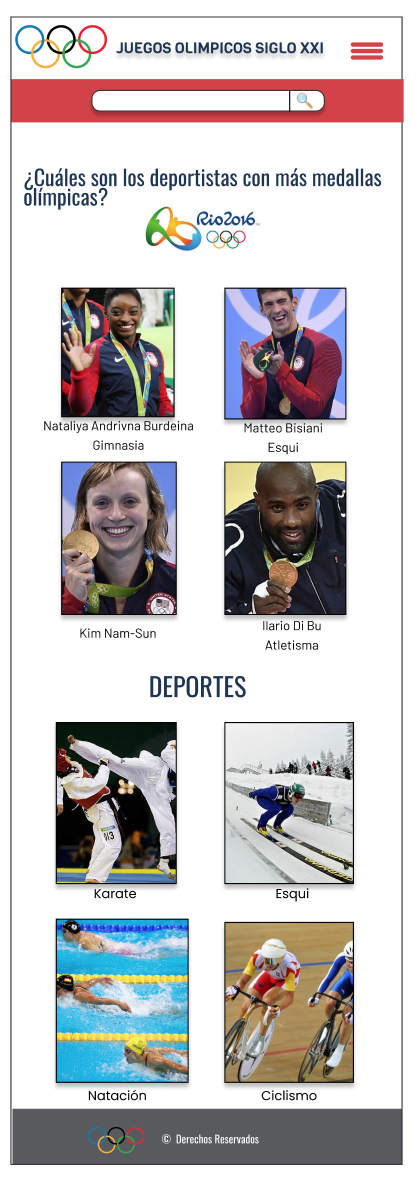 JUEGOS OLIMPICOS SIGLO XXI
¿Cuáles son los deportistas con más medallas
olímpicas?
Rio2016
Nataliya Andrivna Burdeina
Gimnasia
Matteo Bisiani
Esqui
Kim Nam-Sun
Ilario Di Bu
Atletisma
DEPORTES
Karate
Esqui
Natación
Ciclismo
© Derechos Reservados